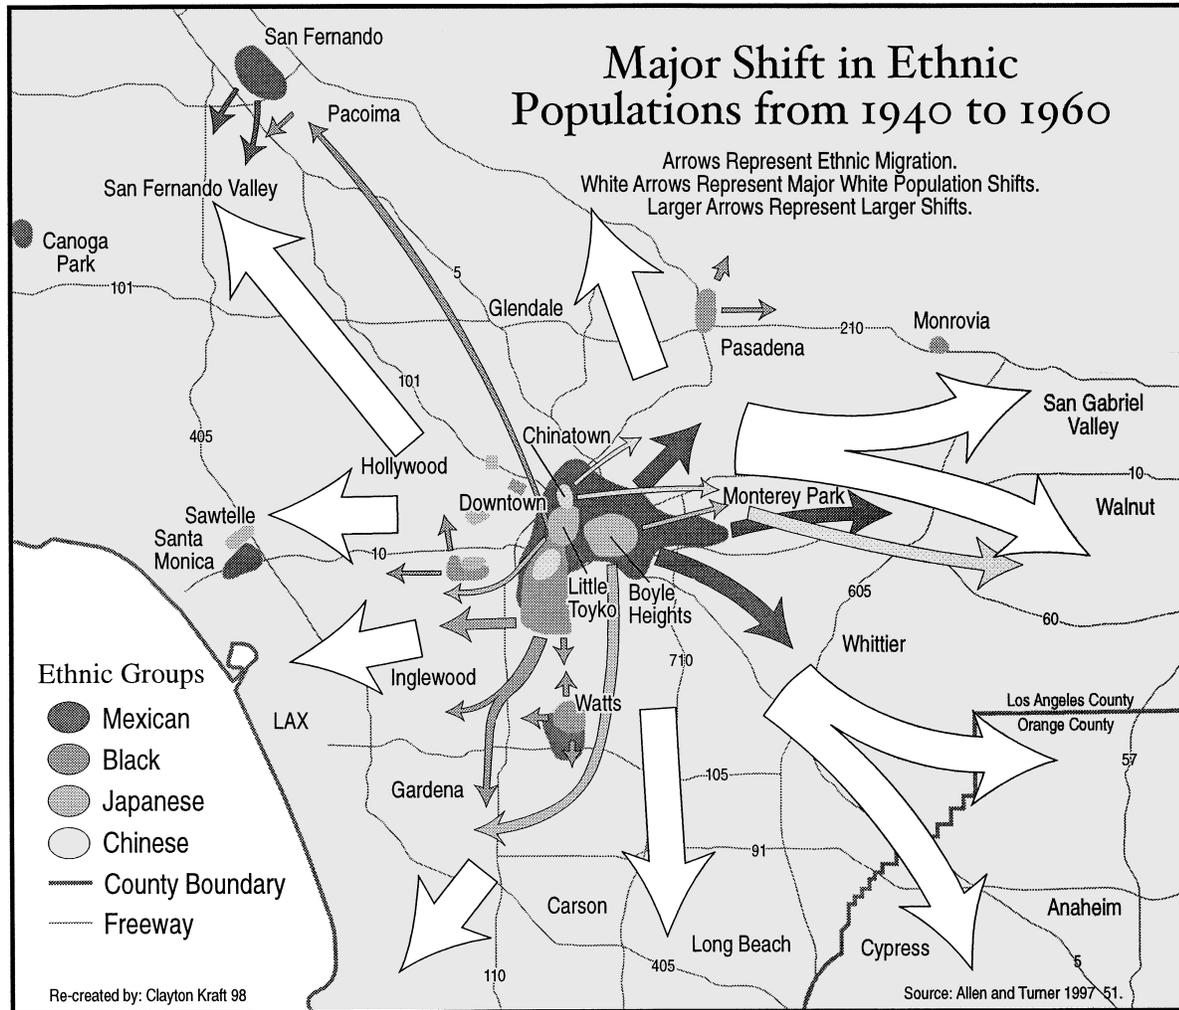 San Fernando
Major Shift in Ethnic
Populations from 1940 to 1960
Pacoima
Arrows Represent Ethnic Migration.
White Arrows Represent Major White Population Shifts.
Larger Arrows Represent Larger Shifts.
San Fernando Valley
Canoga
Park
101
5
Glendale
210
Monrovia
Pasadena
101
San Gabriel
Valley
405
Chinatown
Hollywood
10
Downtown
Monterey Park
Walnut
Sawtelle
Santa
Monica
10
Little
Toyko
Boyle
Heights
605
60
Whittier
710
Inglewood
Ethnic Groups
Watts
Los Angeles County
Orange County
Mexican
LAX
57
Black
105
Gardena
Japanese
Chinese
91
County Boundary
Carson
Anaheim
Freeway
Long Beach
Cypress
405
5
110
Re-created by: Clayton Kraft 98
Source: Allen and Turner 1997 51.